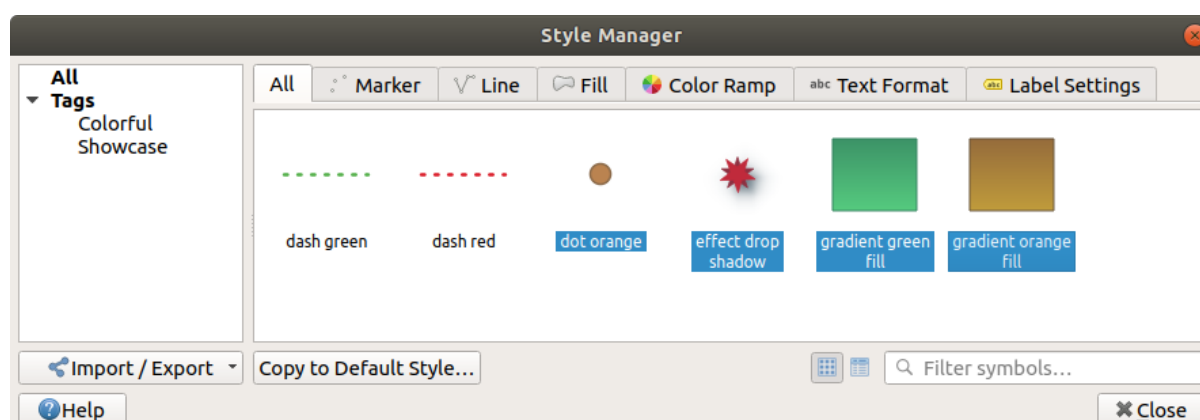 Style Manager
All
Tags
Colorful
Showcase
All
Marker
Line
Fill
Color Ramp
abc Text Format
abc Label Settings
dash green
dash red
dot orange
effect drop
shadow
gradient green
fill
gradient orange
fill
Import / Export
Copy to Default Style...
Filter symbols...
Help
Close